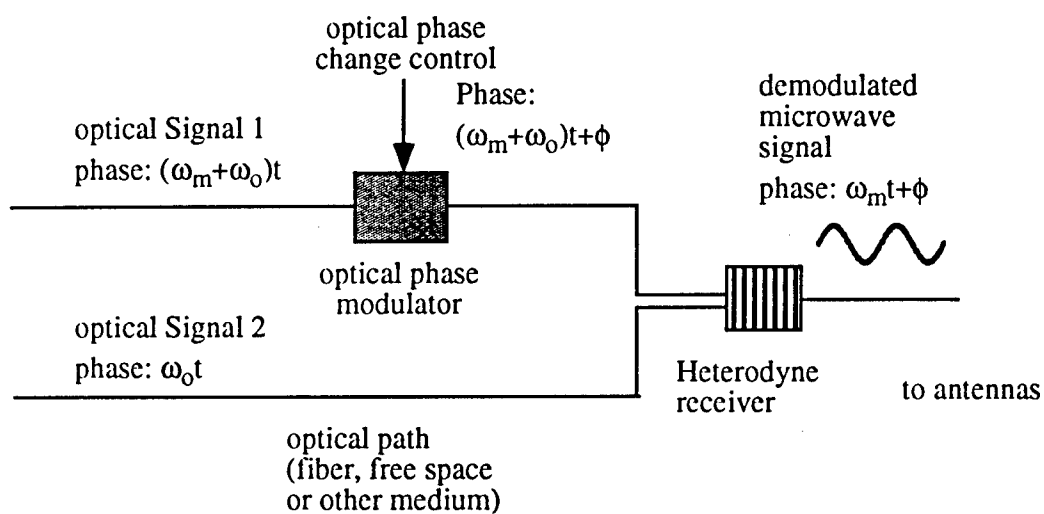 optical phase
change control
Phase:
(ωm+ωo)t+ϕ
demodulated
microwave
signal
phase: ωmt+ϕ
optical Signal 1
phase: (ωm+ωo)t
optical phase
modulator
optical Signal 2
phase: ωot
Heterodyne
receiver
to antennas
optical path
(fiber, free space
or other medium)